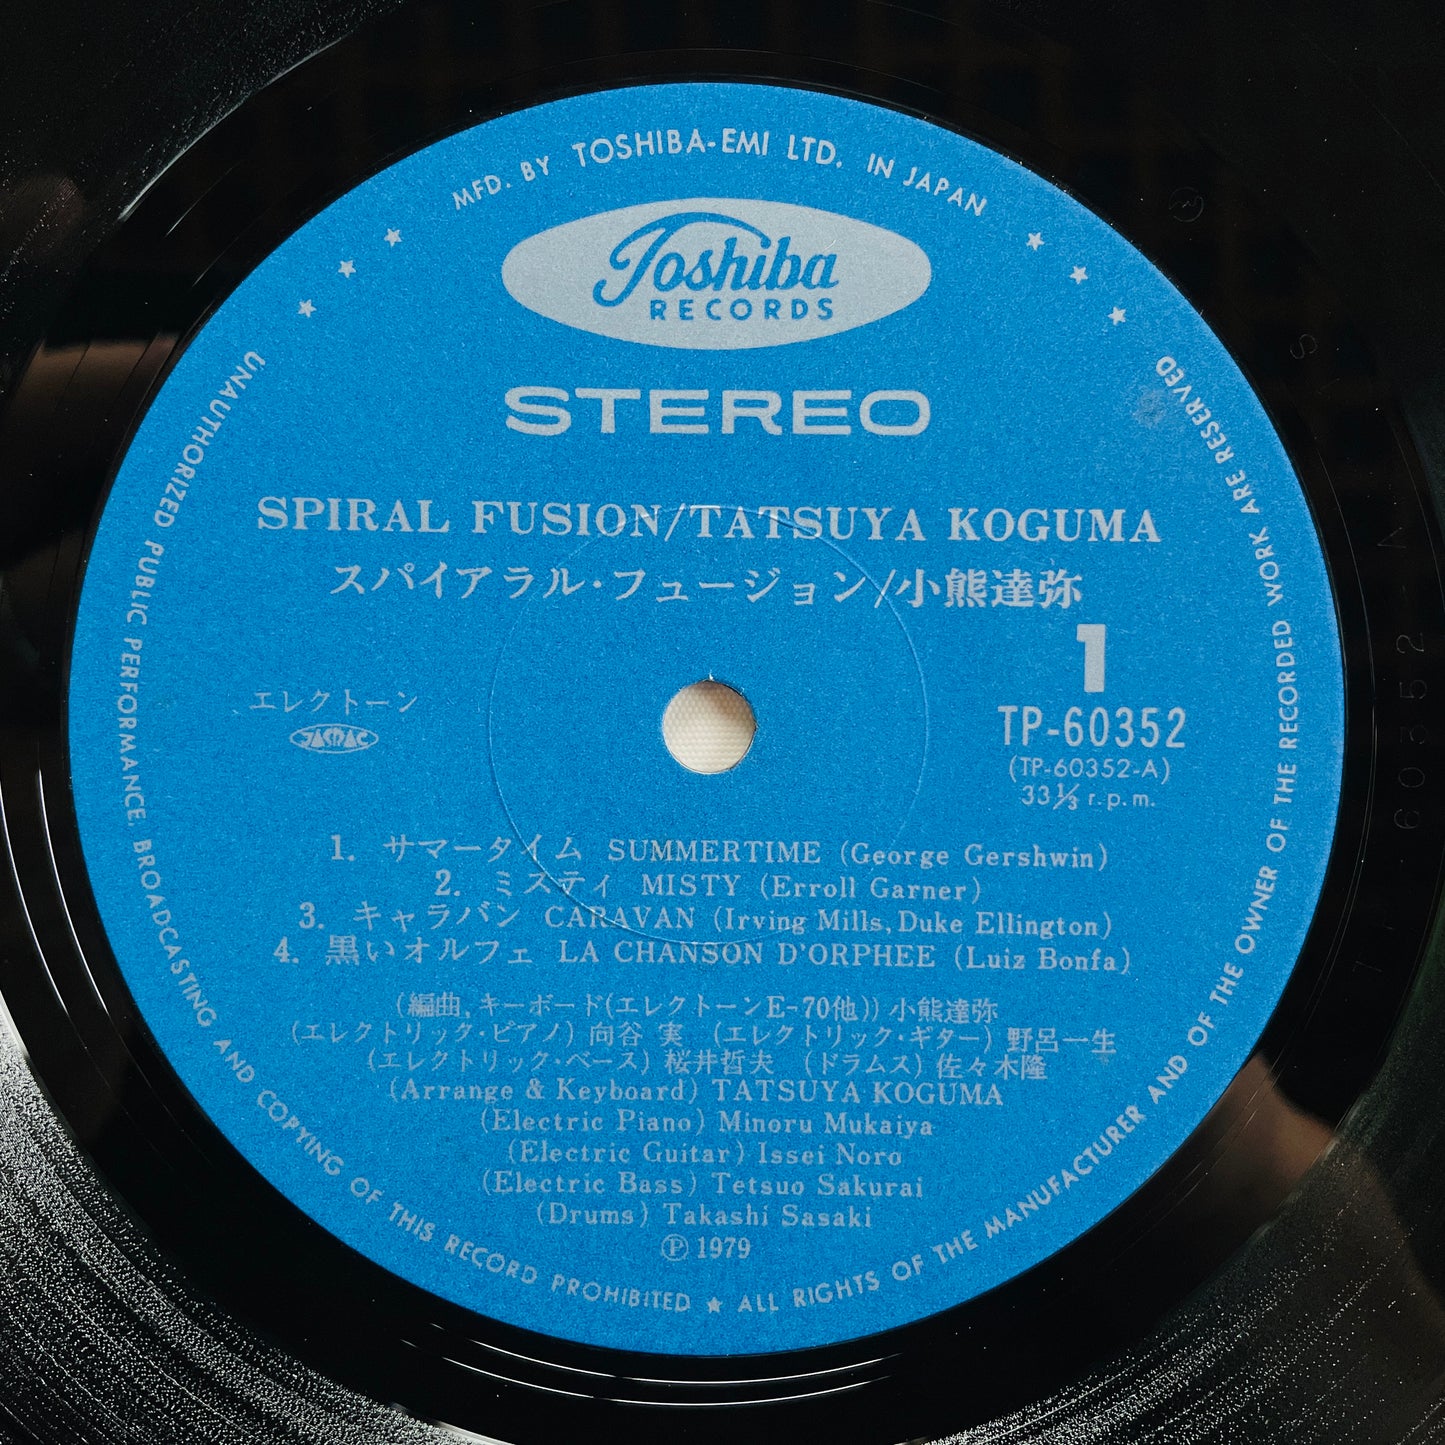 MFD. BY TOSHIBA-EMI LTD. IN JAPAN
Toshiba
RECORDS
STEREO
SPIRAL FUSION/TATSUYA KOGUMA
スパイアラル・フュージョン/小熊達弥
1
エレクトーン
JASRAC
TP-60352
(TP-60352-A)
33⅓ r.p.m.
1. サマータイム SUMMERTIME (George Gershwin)
2. ミスティ MISTY (Erroll Garner)
3. キャラバン CARAVAN (Irving Mills, Duke Ellington)
4. 黒いオルフェ LA CHANSON D'ORPHEE (Luiz Bonfa)
(編曲, キーボード(エレクトーンE-70他)) 小熊達弥
(エレクトリック・ピアノ) 向谷 実 (エレクトリック・ギター) 野呂一生
(エレクトリック・ベース) 桜井哲夫 (ドラムス) 佐々木隆
(Arrange & Keyboard) TATSUYA KOGUMA
(Electric Piano) Minoru Mukaiya
(Electric Guitar) Issei Noro
(Electric Bass) Tetsuo Sakurai
(Drums) Takashi Sasaki
Ⓟ 1979
UNAUTHORIZED PUBLIC PERFORMANCE, BROADCASTING AND COPYING OF THIS RECORD PROHIBITED ★ ALL RIGHTS OF THE MANUFACTURER AND OF THE OWNER OF THE RECORDED WORK ARE RESERVED